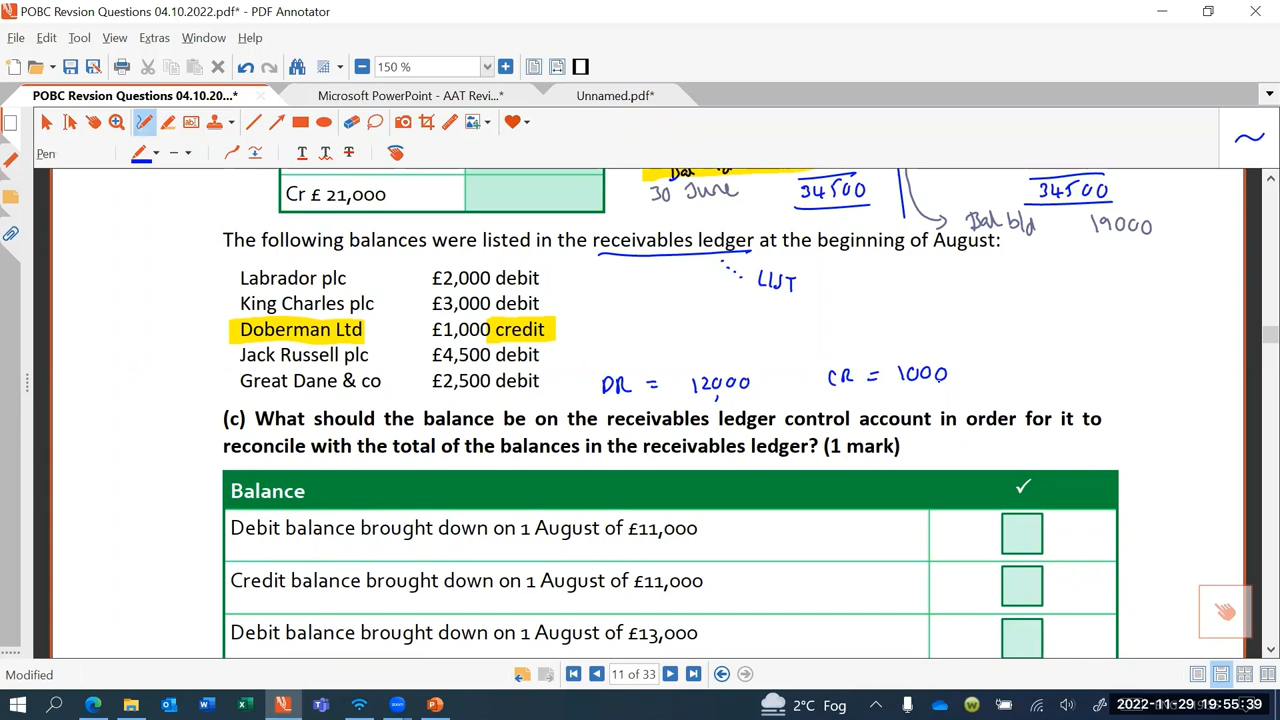 POBC Revision Questions 04.10.2022.pdf* - PDF Annotator
File Edit Tool View Extras Window Help
150 %
POBC Revsion Questions 04.10.20...* Microsoft PowerPoint - AAT Revi...* Unnamed.pdf*
Pen
Cr £ 21,000
30 June 34500 34500
Bal b/d 19000
The following balances were listed in the receivables ledger at the beginning of August:
LIST
Labrador plc £2,000 debit
King Charles plc £3,000 debit
Doberman Ltd £1,000 credit
Jack Russell plc £4,500 debit
Great Dane & co £2,500 debit
DR = 12000 CR = 1000
(c) What should the balance be on the receivables ledger control account in order for it to
reconcile with the total of the balances in the receivables ledger? (1 mark)
Balance ✓
Debit balance brought down on 1 August of £11,000
Credit balance brought down on 1 August of £11,000
Debit balance brought down on 1 August of £13,000
Modified 11 of 33
2°C Fog
2022-11-29 19:55:39